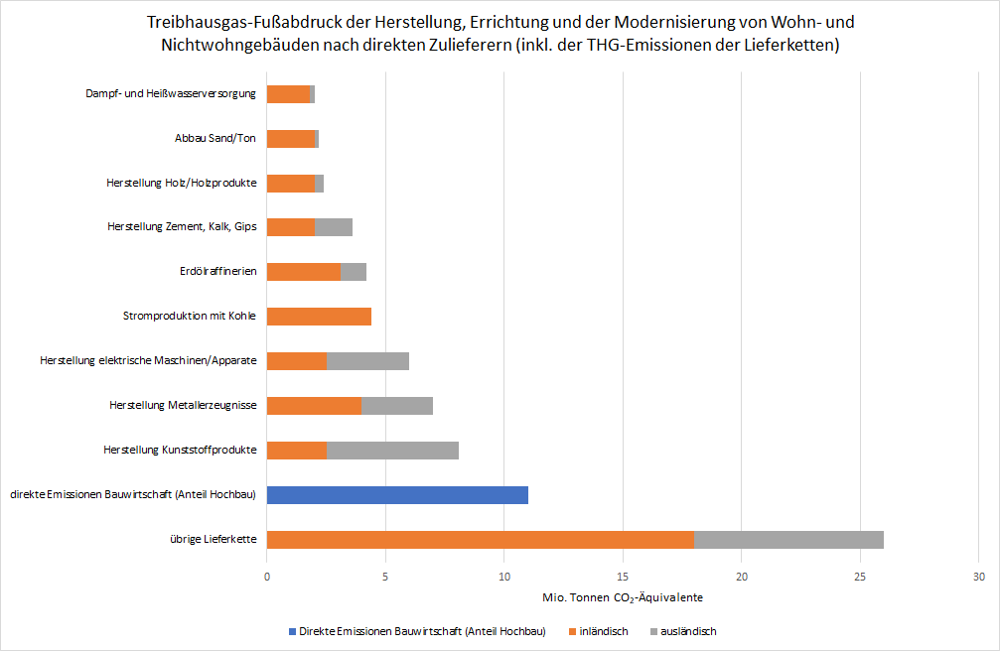 Treibhausgas-Fußabdruck der Herstellung, Errichtung und der Modernisierung von Wohn- und
Nichtwohngebäuden nach direkten Zulieferern (inkl. der THG-Emissionen der Lieferketten)
Dampf- und Heißwasserversorgung
Abbau Sand/Ton
Herstellung Holz/Holzprodukte
Herstellung Zement, Kalk, Gips
Erdölraffinerien
Stromproduktion mit Kohle
Herstellung elektrische Maschinen/Apparate
Herstellung Metallerzeugnisse
Herstellung Kunststoffprodukte
direkte Emissionen Bauwirtschaft (Anteil Hochbau)
übrige Lieferkette
0 5 10 15 20 25 30
Mio. Tonnen CO₂-Äquivalente
Direkte Emissionen Bauwirtschaft (Anteil Hochbau) inländisch ausländisch